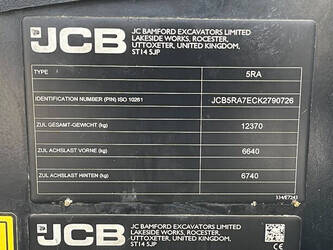 JCB
JC BAMFORD EXCAVATORS LIMITED
LAKESIDE WORKS, ROCESTER,
UTTOXETER, UNITED KINGDOM,
ST14 5JP
TYPE 5RA
IDENTIFICATION NUMBER (PIN) ISO 10261 JCB5RA7ECK2790726
ZUL GESAMT-GEWICHT (kg) 12370
ZUL ACHSLAST VORNE (kg) 6640
ZUL ACHSLAST HINTEN (kg) 6740
334/E7243
JCB
JC BAMFORD EXCAVATORS LIMITED
LAKESIDE WORKS, ROCESTER,
UTTOXETER, UNITED KINGDOM,
ST14 5JP